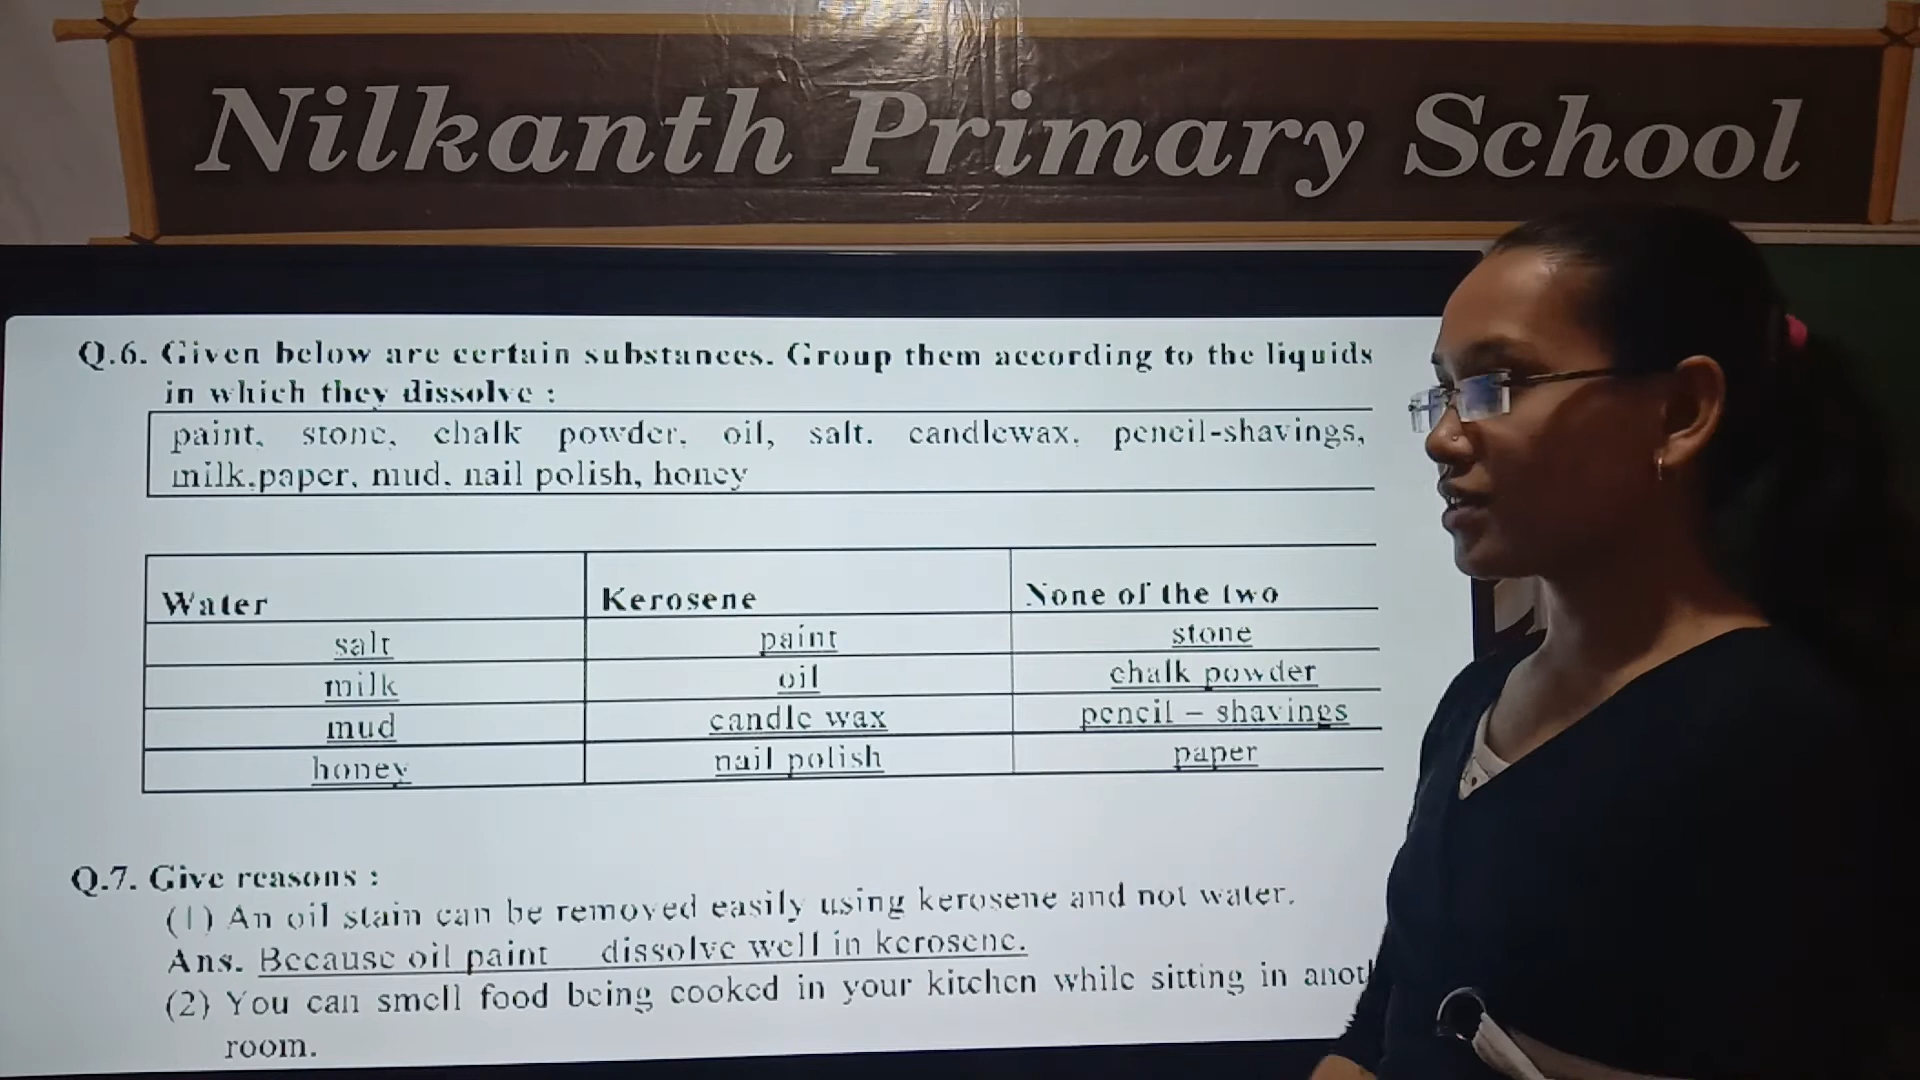 Nilkanth Primary School
Q.6. Given below are certain substances. Group them according to the liquids
in which they dissolve :
paint, stone, chalk powder, oil, salt, candlewax, pencil-shavings,
milk,paper, mud, nail polish, honey
Water Kerosene None of the two
salt paint stone
milk oil chalk powder
mud candle wax pencil – shavings
honey nail polish paper
Q.7. Give reasons :
(1) An oil stain can be removed easily using kerosene and not water.
Ans. Because oil paint dissolve well in kerosene.
(2) You can smell food being cooked in your kitchen while sitting in
room.